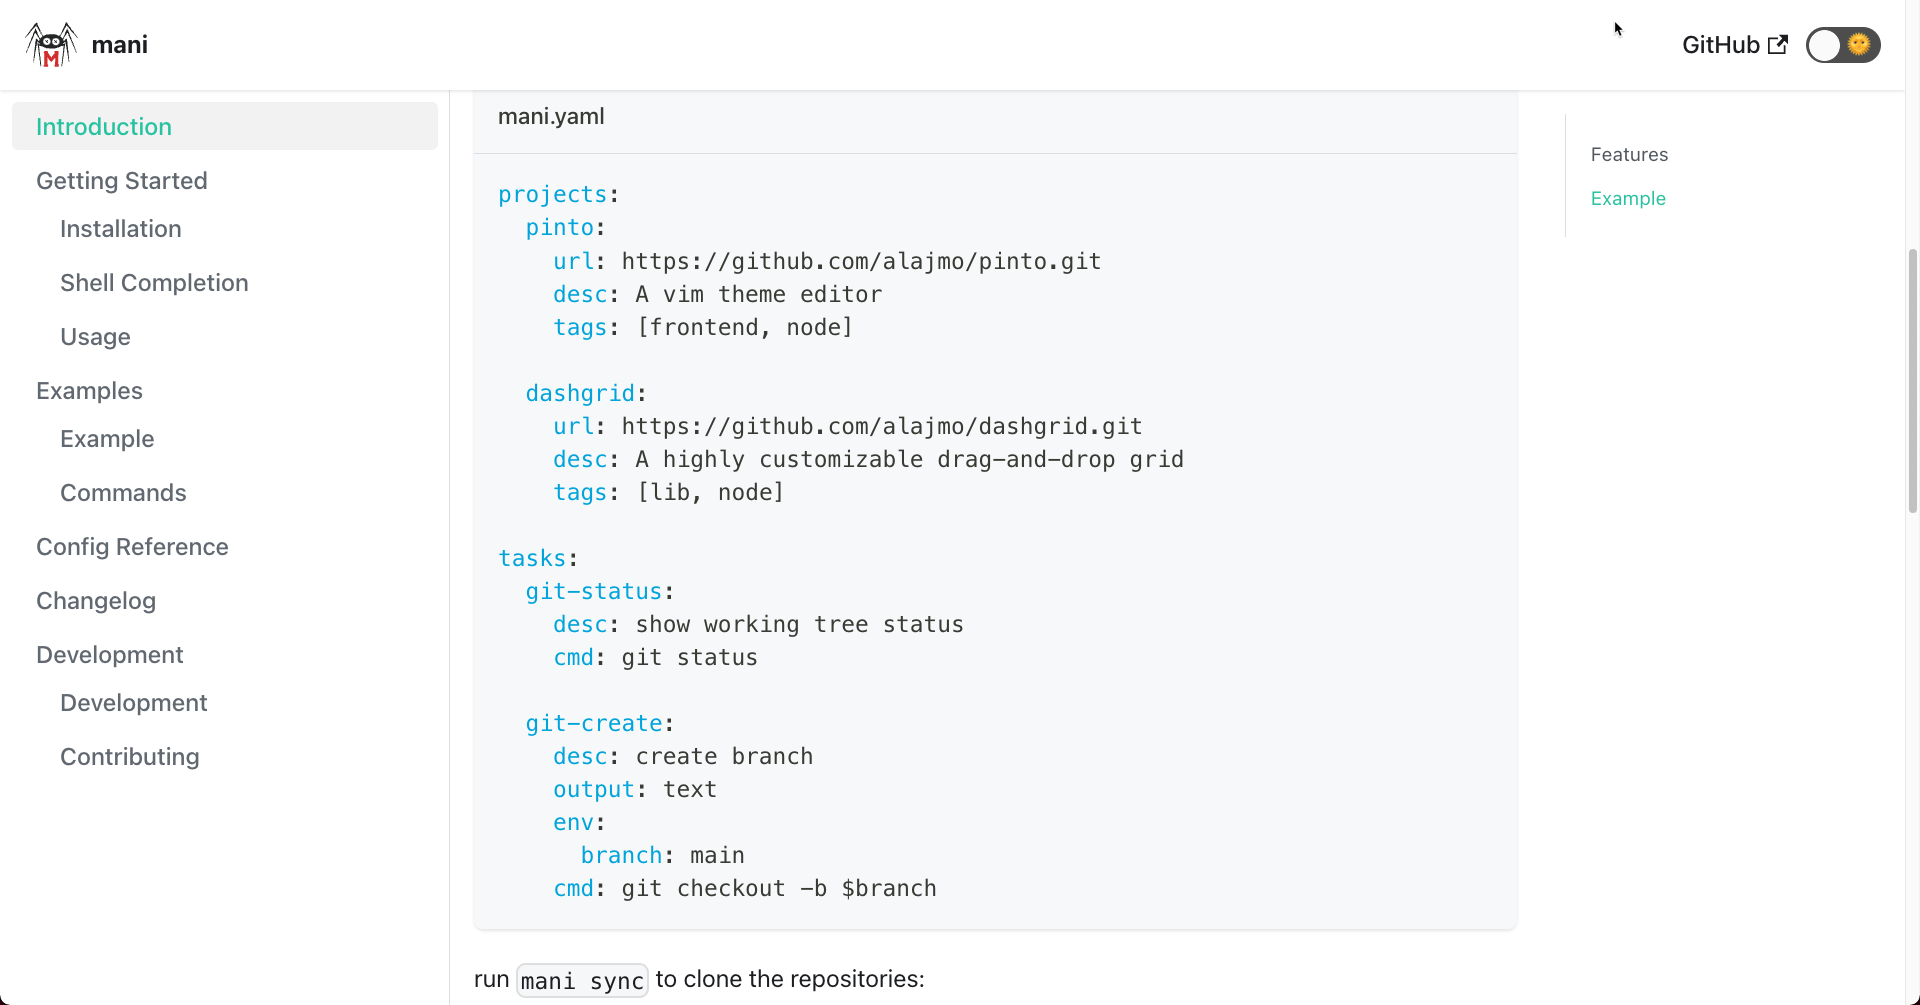 mani
GitHub
Introduction
Getting Started
Installation
Shell Completion
Usage
Examples
Example
Commands
Config Reference
Changelog
Development
Development
Contributing
mani.yaml
projects:
  pinto:
    url: https://github.com/alajmo/pinto.git
    desc: A vim theme editor
    tags: [frontend, node]
  dashgrid:
    url: https://github.com/alajmo/dashgrid.git
    desc: A highly customizable drag-and-drop grid
    tags: [lib, node]
tasks:
  git-status:
    desc: show working tree status
    cmd: git status
  git-create:
    desc: create branch
    output: text
    env:
      branch: main
    cmd: git checkout -b $branch
run mani sync to clone the repositories:
Features
Example